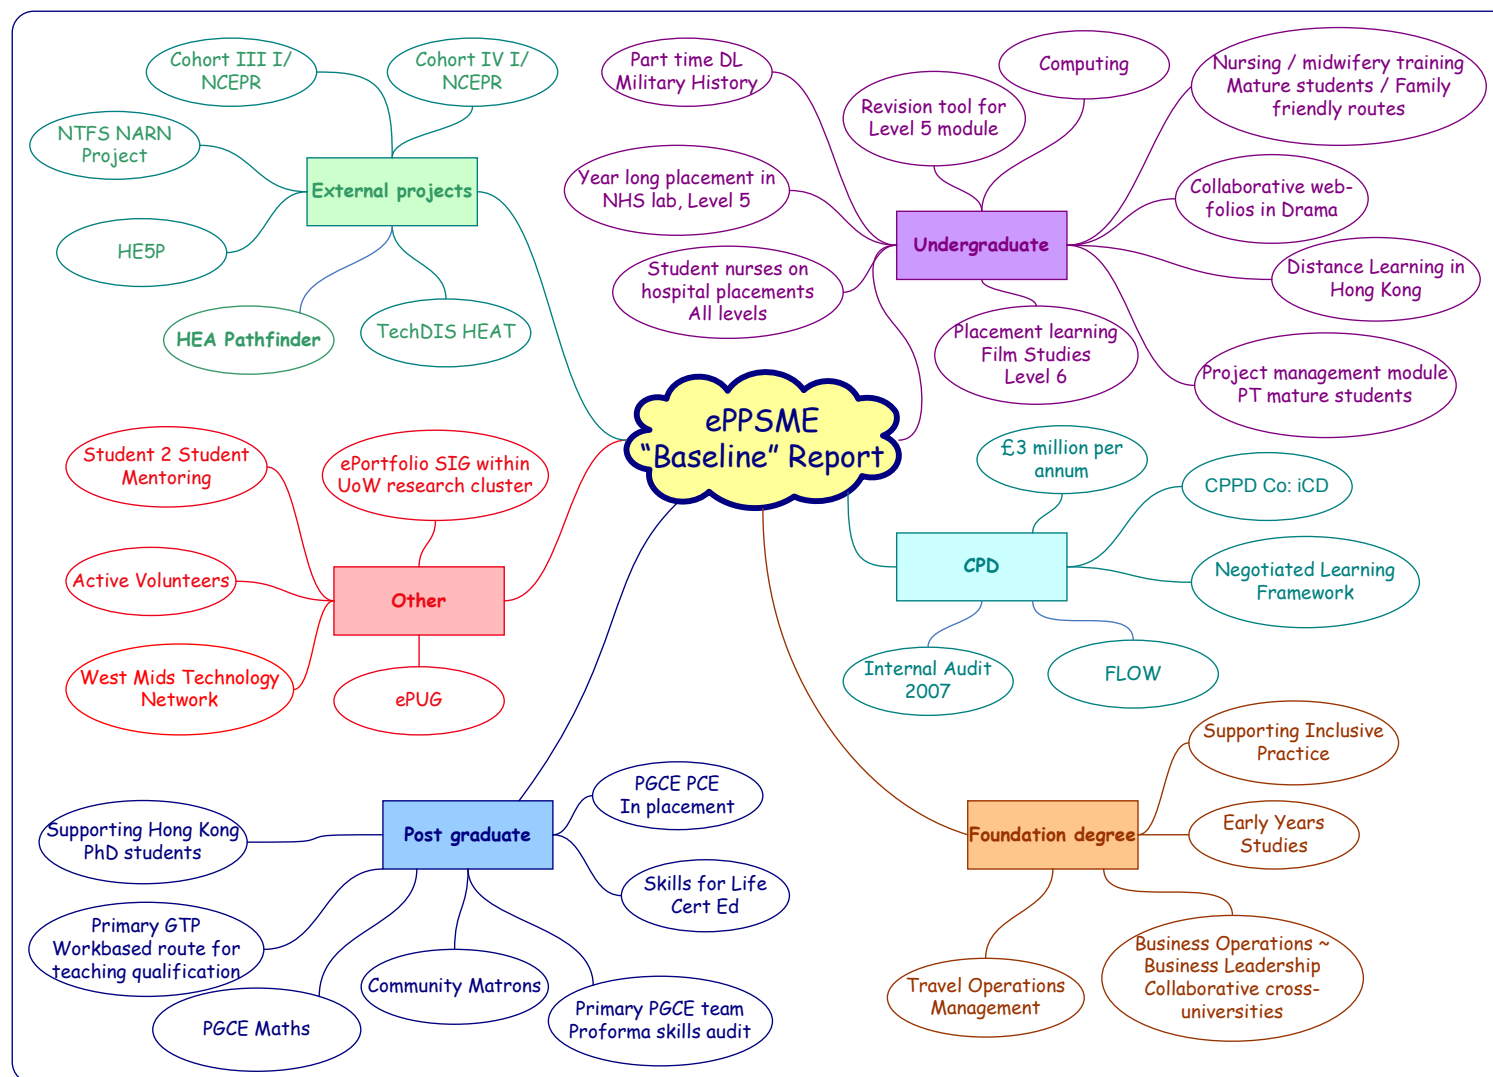 Cohort III I/
NCEPR
Cohort IV I/
NCEPR
NTFS NARN
Project
External projects
HE5P
HEA Pathfinder
TechDIS HEAT
Part time DL
Military History
Computing
Revision tool for
Level 5 module
Nursing / midwifery training
Mature students / Family
friendly routes
Year long placement in
NHS lab, Level 5
Collaborative web-
folios in Drama
Undergraduate
Student nurses on
hospital placements
All levels
Distance Learning in
Hong Kong
Placement learning
Film Studies
Level 6
Project management module
PT mature students
ePPSME
“Baseline” Report
Student 2 Student
Mentoring
ePortfolio SIG within
UoW research cluster
Active Volunteers
Other
West Mids Technology
Network
ePUG
£3 million per
annum
CPPD Co: iCD
CPD
Negotiated Learning
Framework
Internal Audit
2007
FLOW
Supporting Inclusive
Practice
Foundation degree
Early Years
Studies
Travel Operations
Management
Business Operations ~
Business Leadership
Collaborative cross-
universities
PGCE PCE
In placement
Supporting Hong Kong
PhD students
Post graduate
Skills for Life
Cert Ed
Primary GTP
Workbased route for
teaching qualification
Community Matrons
PGCE Maths
Primary PGCE team
Proforma skills audit